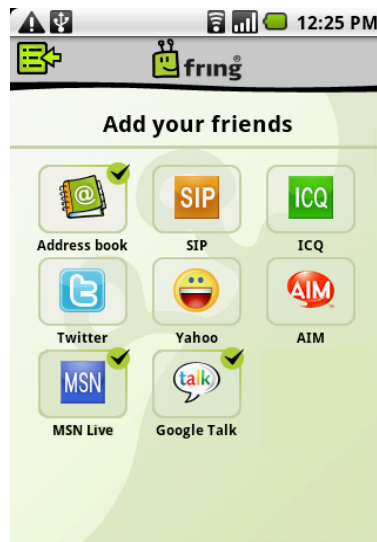 12:25 PM
fring®
Add your friends
@ SIP ICQ
Address book SIP ICQ
t AIM
Twitter Yahoo AIM
MSN talk
MSN Live Google Talk